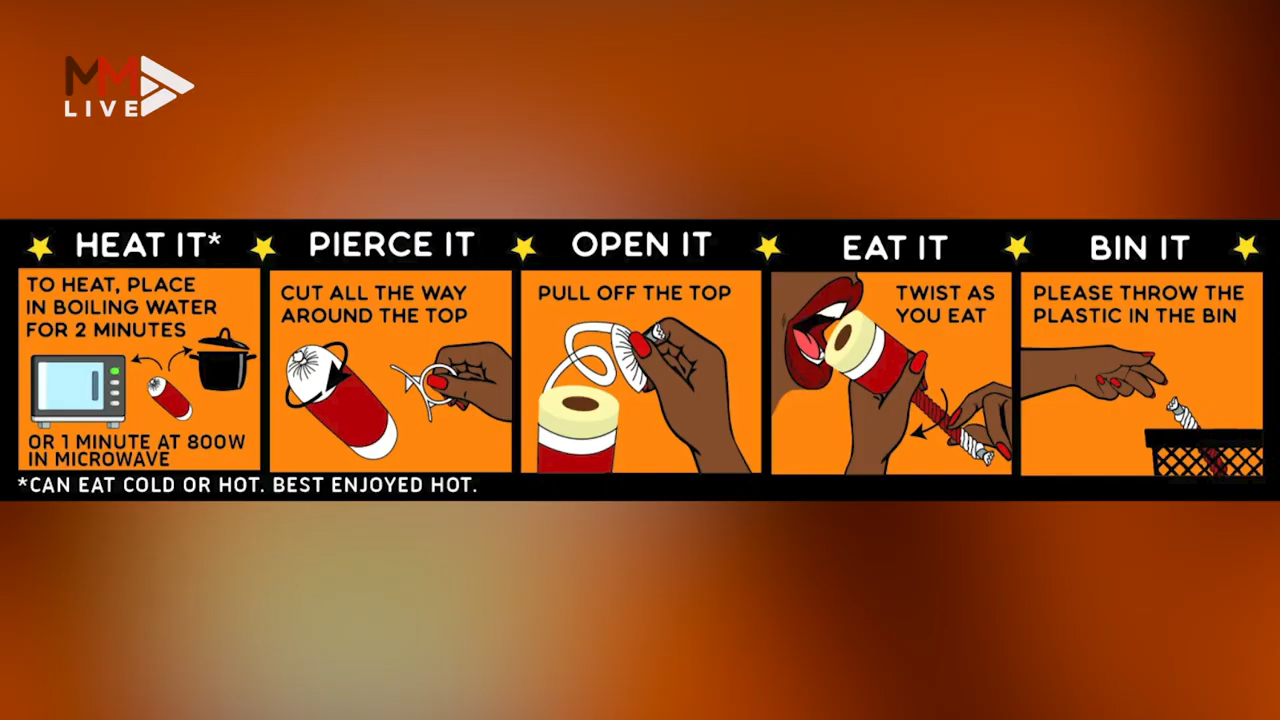 MM
LIVE
HEAT IT*
TO HEAT, PLACE
IN BOILING WATER
FOR 2 MINUTES
OR 1 MINUTE AT 800W
IN MICROWAVE
PIERCE IT
CUT ALL THE WAY
AROUND THE TOP
OPEN IT
PULL OFF THE TOP
EAT IT
TWIST AS
YOU EAT
BIN IT
PLEASE THROW THE
PLASTIC IN THE BIN
*CAN EAT COLD OR HOT. BEST ENJOYED HOT.